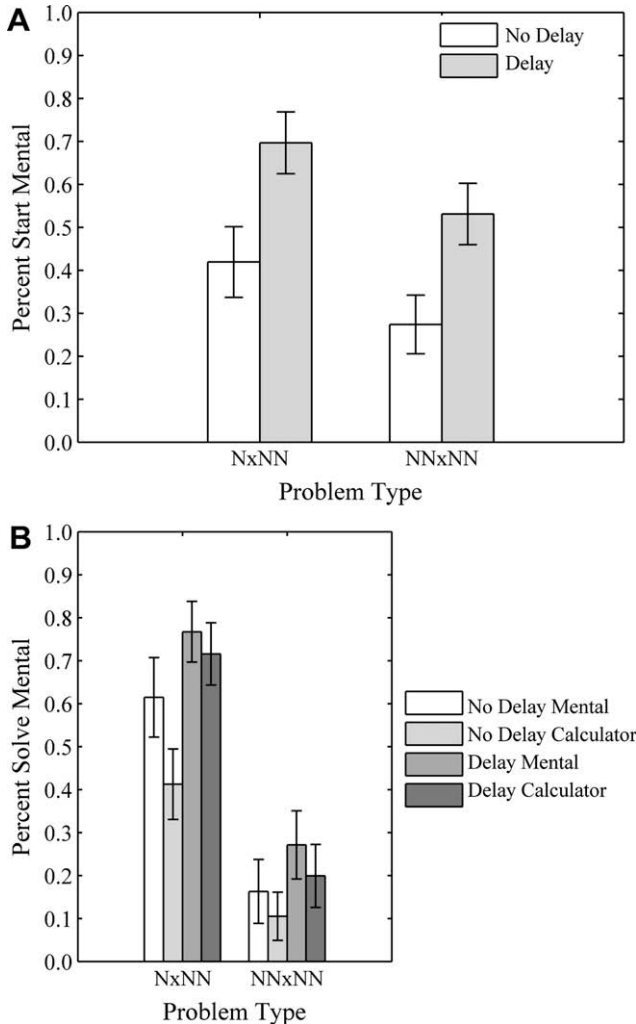 A
No Delay
Delay
1.0
0.9
0.8
0.7
0.6
0.5
0.4
0.3
0.2
0.1
0.0
Percent Start Mental
NxNN
NNxNN
Problem Type
B
1.0
0.9
0.8
0.7
0.6
0.5
0.4
0.3
0.2
0.1
0.0
Percent Solve Mental
No Delay Mental
No Delay Calculator
Delay Mental
Delay Calculator
NxNN
NNxNN
Problem Type